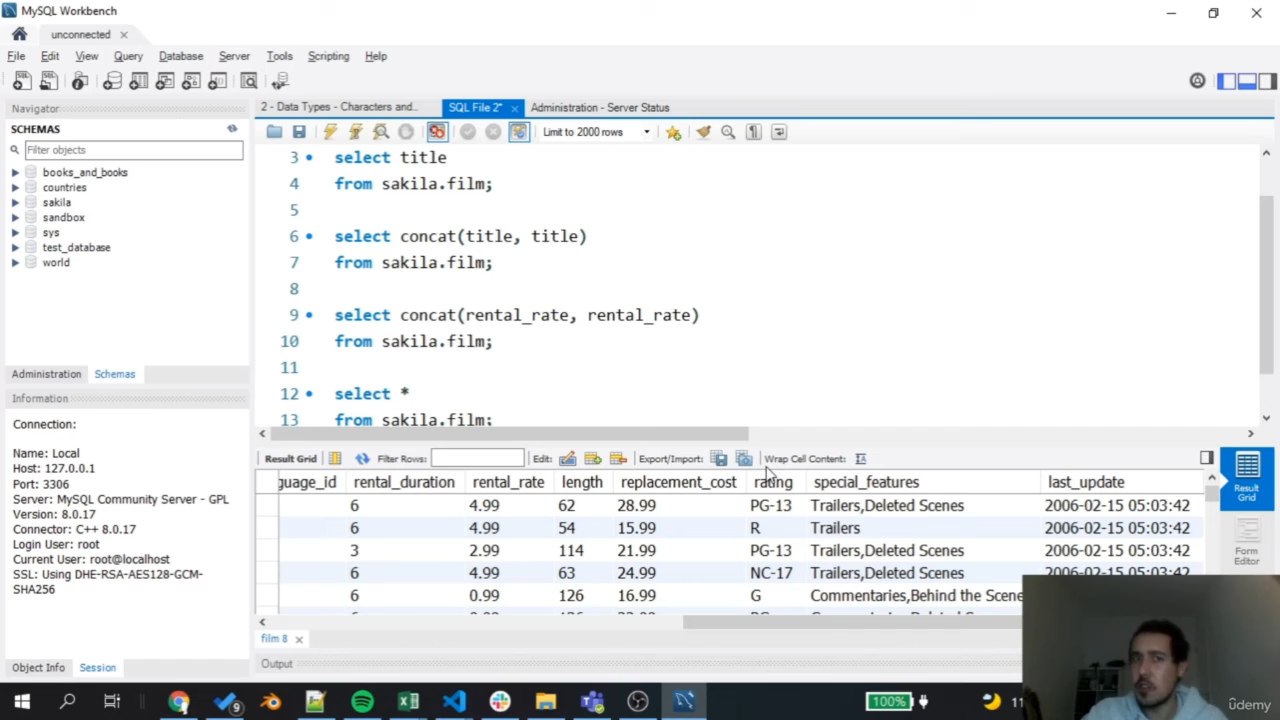 MySQL Workbench
unconnected
File Edit View Query Database Server Tools Scripting Help
Navigator
SCHEMAS
Filter objects
books_and_books
countries
sakila
sandbox
sys
test_database
world
Administration Schemas
Information
Connection:
Name: Local
Host: 127.0.0.1
Port: 3306
Server: MySQL Community Server - GPL
Version: 8.0.17
Connector: C++ 8.0.17
Login User: root
Current User: root@localhost
SSL: Using DHE-RSA-AES128-GCM-
SHA256
Object Info Session
2 - Data Types - Characters and... SQL File 2* Administration - Server Status
Limit to 2000 rows
3 select title
4 from sakila.film;
5
6 select concat(title, title)
7 from sakila.film;
8
9 select concat(rental_rate, rental_rate)
10 from sakila.film;
11
12 select *
13 from sakila.film;
Result Grid Filter Rows: Edit: Export/Import: Wrap Cell Content:
guage_id rental_duration rental_rate length replacement_cost rating special_features last_update
6 4.99 62 28.99 PG-13 Trailers,Deleted Scenes 2006-02-15 05:03:42
6 4.99 54 15.99 R Trailers 2006-02-15 05:03:42
3 2.99 114 21.99 PG-13 Trailers,Deleted Scenes 2006-02-15 05:03:42
6 4.99 63 24.99 NC-17 Trailers,Deleted Scenes 2006-02-15 05:03:42
6 0.99 126 16.99 G Commentaries,Behind the Scene
Result
Grid
Form
Editor
film 8
Output
9
100%
11
ûdemy